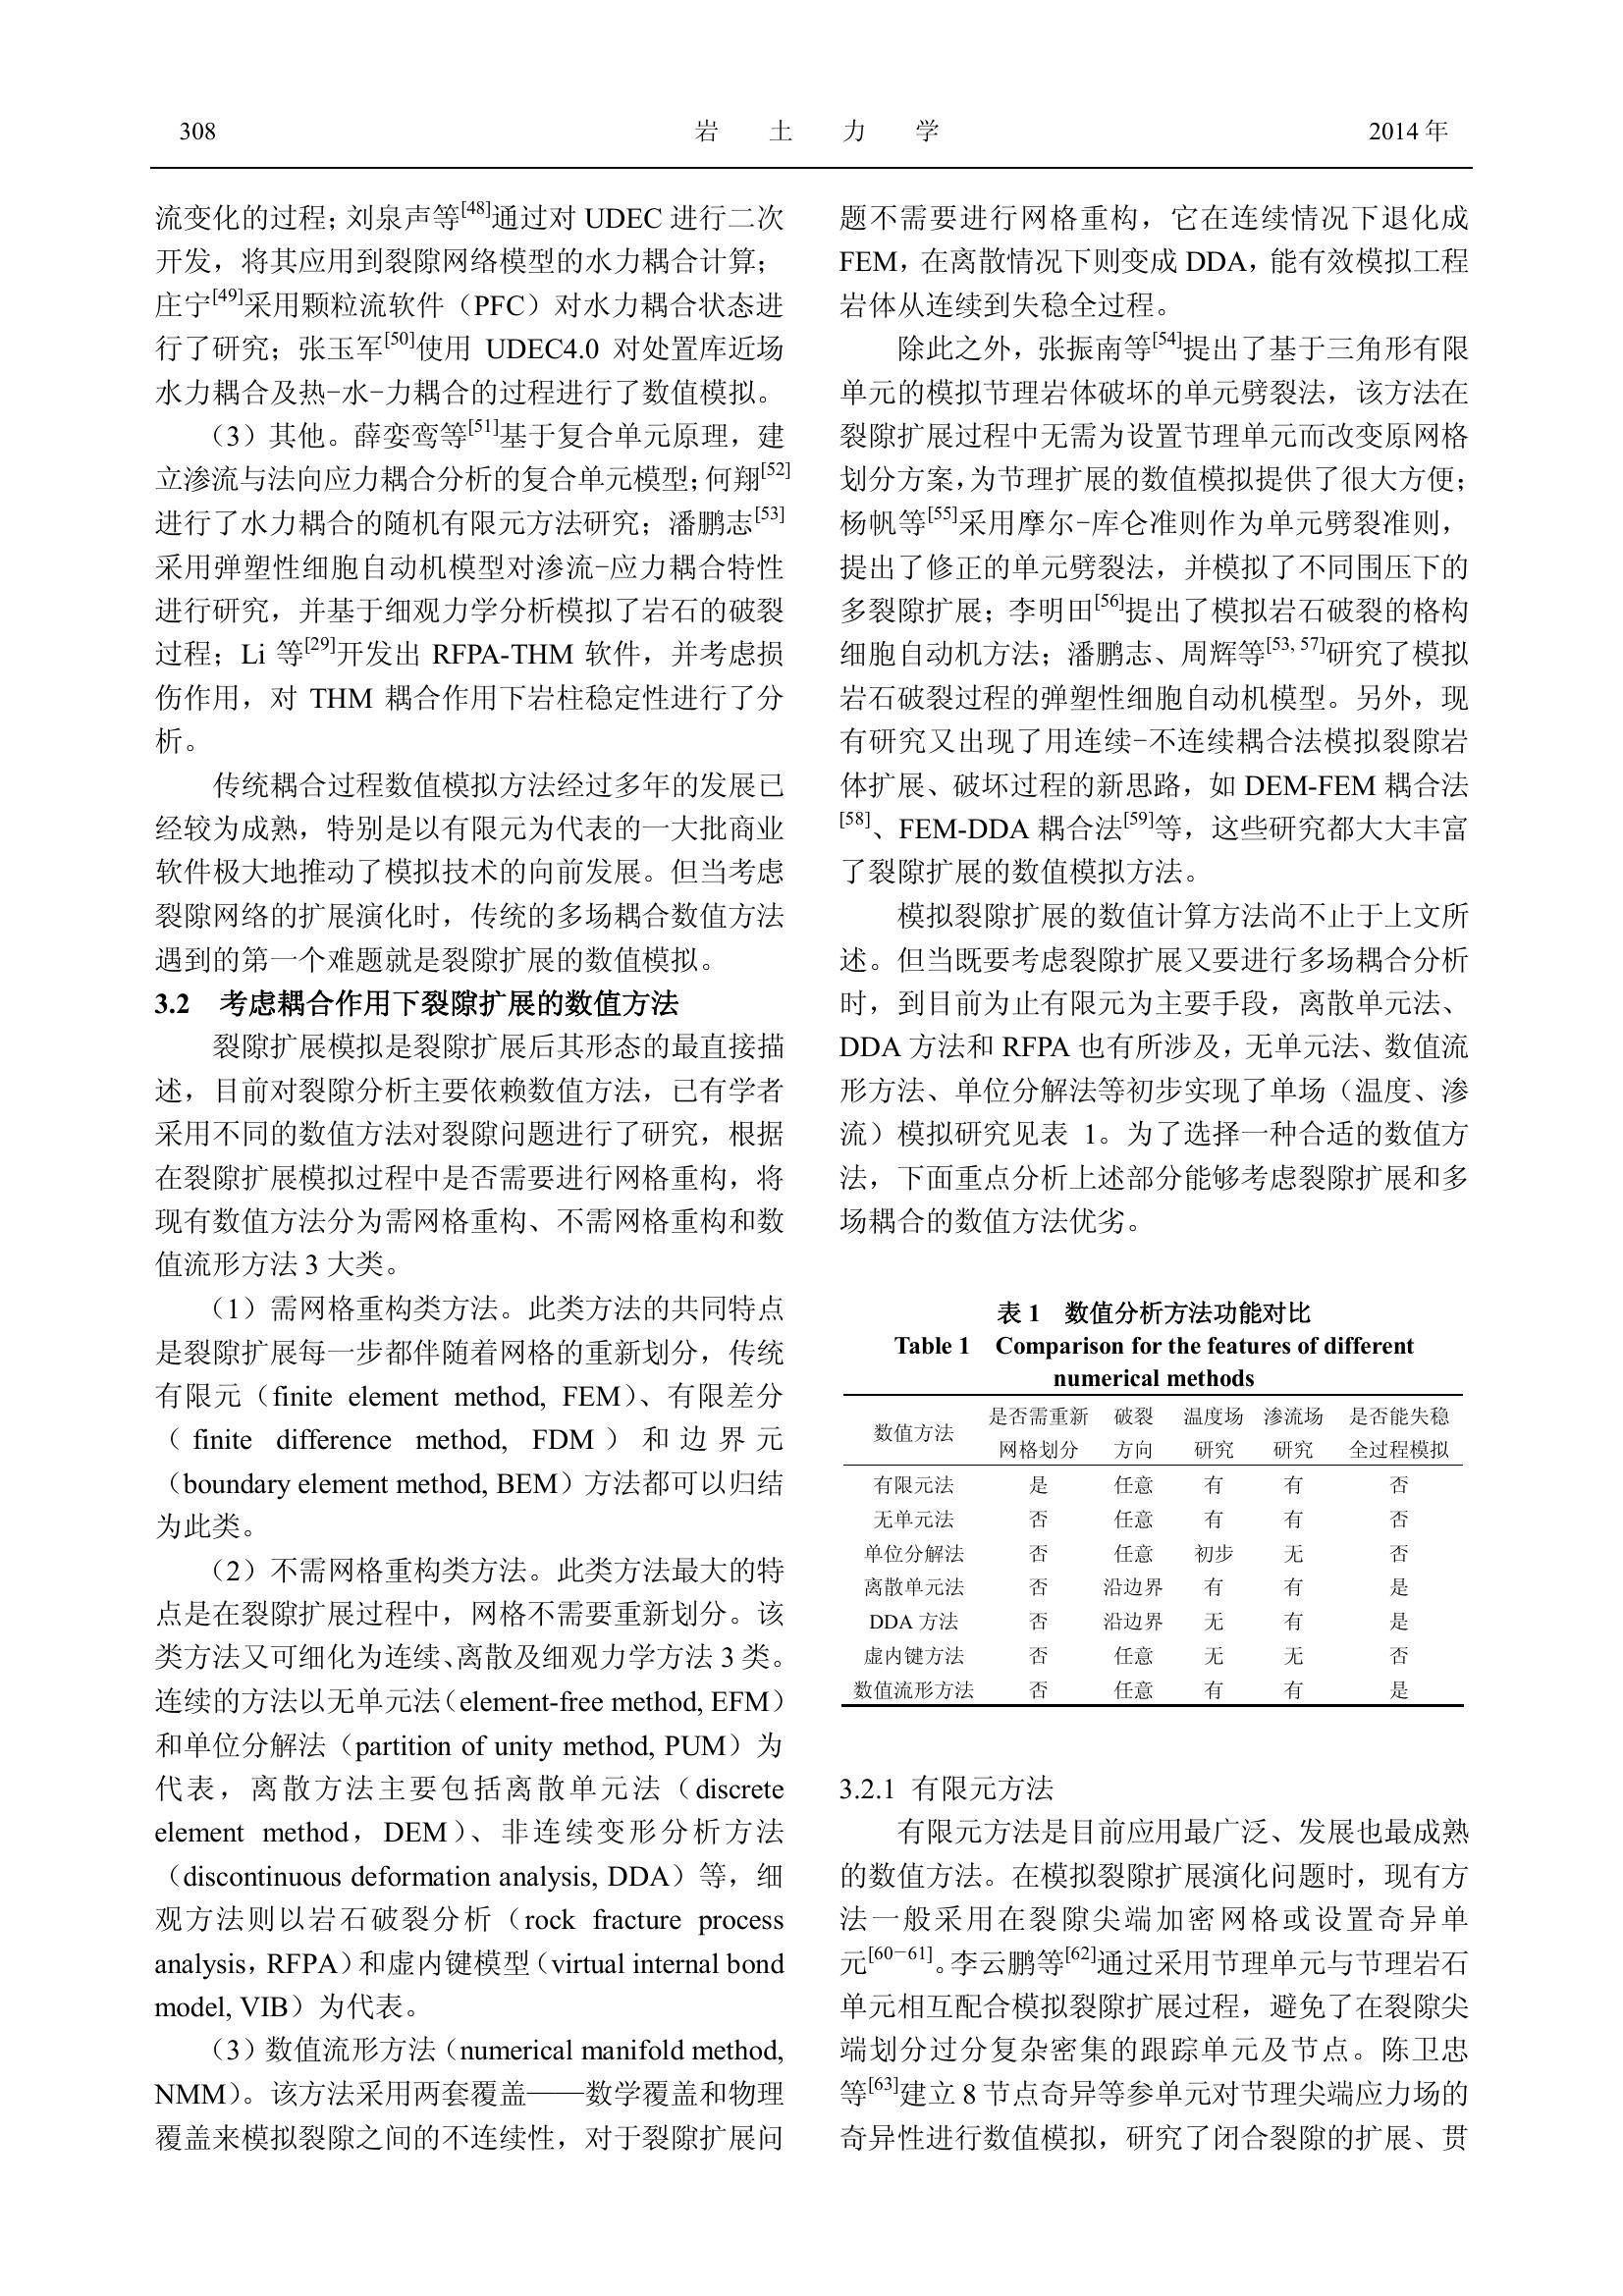 308
岩 土 力 学
2014 年
流变化的过程；刘泉声等[48]通过对 UDEC 进行二次
开发，将其应用到裂隙网络模型的水力耦合计算；
庄宁[49]采用颗粒流软件（PFC）对水力耦合状态进
行了研究；张玉军[50]使用 UDEC4.0 对处置库近场
水力耦合及热-水-力耦合的过程进行了数值模拟。
（3）其他。薛娈鸾等[51]基于复合单元原理，建
立渗流与法向应力耦合分析的复合单元模型；何翔[52]
进行了水力耦合的随机有限元方法研究；潘鹏志[53]
采用弹塑性细胞自动机模型对渗流-应力耦合特性
进行研究，并基于细观力学分析模拟了岩石的破裂
过程；Li 等[29]开发出 RFPA-THM 软件，并考虑损
伤作用，对 THM 耦合作用下岩柱稳定性进行了分
析。
传统耦合过程数值模拟方法经过多年的发展已
经较为成熟，特别是以有限元为代表的一大批商业
软件极大地推动了模拟技术的向前发展。但当考虑
裂隙网络的扩展演化时，传统的多场耦合数值方法
遇到的第一个难题就是裂隙扩展的数值模拟。
3.2 考虑耦合作用下裂隙扩展的数值方法
裂隙扩展模拟是裂隙扩展后其形态的最直接描
述，目前对裂隙分析主要依赖数值方法，已有学者
采用不同的数值方法对裂隙问题进行了研究，根据
在裂隙扩展模拟过程中是否需要进行网格重构，将
现有数值方法分为需网格重构、不需网格重构和数
值流形方法 3 大类。
（1）需网格重构类方法。此类方法的共同特点
是裂隙扩展每一步都伴随着网格的重新划分，传统
有限元（finite element method, FEM）、有限差分
（finite difference method, FDM）和边界元
（boundary element method, BEM）方法都可以归结
为此类。
（2）不需网格重构类方法。此类方法最大的特
点是在裂隙扩展过程中，网格不需要重新划分。该
类方法又可细化为连续、离散及细观力学方法 3 类。
连续的方法以无单元法（element-free method, EFM）
和单位分解法（partition of unity method, PUM）为
代表，离散方法主要包括离散单元法（discrete
element method，DEM）、非连续变形分析方法
（discontinuous deformation analysis, DDA）等，细
观方法则以岩石破裂分析（rock fracture process
analysis，RFPA）和虚内键模型（virtual internal bond
model, VIB）为代表。
（3）数值流形方法（numerical manifold method,
NMM）。该方法采用两套覆盖——数学覆盖和物理
覆盖来模拟裂隙之间的不连续性，对于裂隙扩展问
题不需要进行网格重构，它在连续情况下退化成
FEM，在离散情况下则变成 DDA，能有效模拟工程
岩体从连续到失稳全过程。
除此之外，张振南等[54]提出了基于三角形有限
单元的模拟节理岩体破坏的单元劈裂法，该方法在
裂隙扩展过程中无需为设置节理单元而改变原网格
划分方案，为节理扩展的数值模拟提供了很大方便；
杨帆等[55]采用摩尔-库仑准则作为单元劈裂准则，
提出了修正的单元劈裂法，并模拟了不同围压下的
多裂隙扩展；李明田[56]提出了模拟岩石破裂的格构
细胞自动机方法；潘鹏志、周辉等[53, 57]研究了模拟
岩石破裂过程的弹塑性细胞自动机模型。另外，现
有研究又出现了用连续-不连续耦合法模拟裂隙岩
体扩展、破坏过程的新思路，如 DEM-FEM 耦合法
[58]、FEM-DDA 耦合法[59]等，这些研究都大大丰富
了裂隙扩展的数值模拟方法。
模拟裂隙扩展的数值计算方法尚不止于上文所
述。但当既要考虑裂隙扩展又要进行多场耦合分析
时，到目前为止有限元为主要手段，离散单元法、
DDA 方法和 RFPA 也有所涉及，无单元法、数值流
形方法、单位分解法等初步实现了单场（温度、渗
流）模拟研究见表 1。为了选择一种合适的数值方
法，下面重点分析上述部分能够考虑裂隙扩展和多
场耦合的数值方法优劣。
表 1 数值分析方法功能对比
Table 1 Comparison for the features of different
numerical methods
数值方法 是否需重新网格划分 破裂方向 温度场研究 渗流场研究 是否能失稳全过程模拟
有限元法 是 任意 有 有 否
无单元法 否 任意 有 有 否
单位分解法 否 任意 初步 无 否
离散单元法 否 沿边界 有 有 是
DDA 方法 否 沿边界 无 有 是
虚内键方法 否 任意 无 无 否
数值流形方法 否 任意 有 有 是
3.2.1 有限元方法
有限元方法是目前应用最广泛、发展也最成熟
的数值方法。在模拟裂隙扩展演化问题时，现有方
法一般采用在裂隙尖端加密网格或设置奇异单
元[60-61]。李云鹏等[62]通过采用节理单元与节理岩石
单元相互配合模拟裂隙扩展过程，避免了在裂隙尖
端划分过分复杂密集的跟踪单元及节点。陈卫忠
等[63]建立 8 节点奇异等参单元对节理尖端应力场的
奇异性进行数值模拟，研究了闭合裂隙的扩展、贯